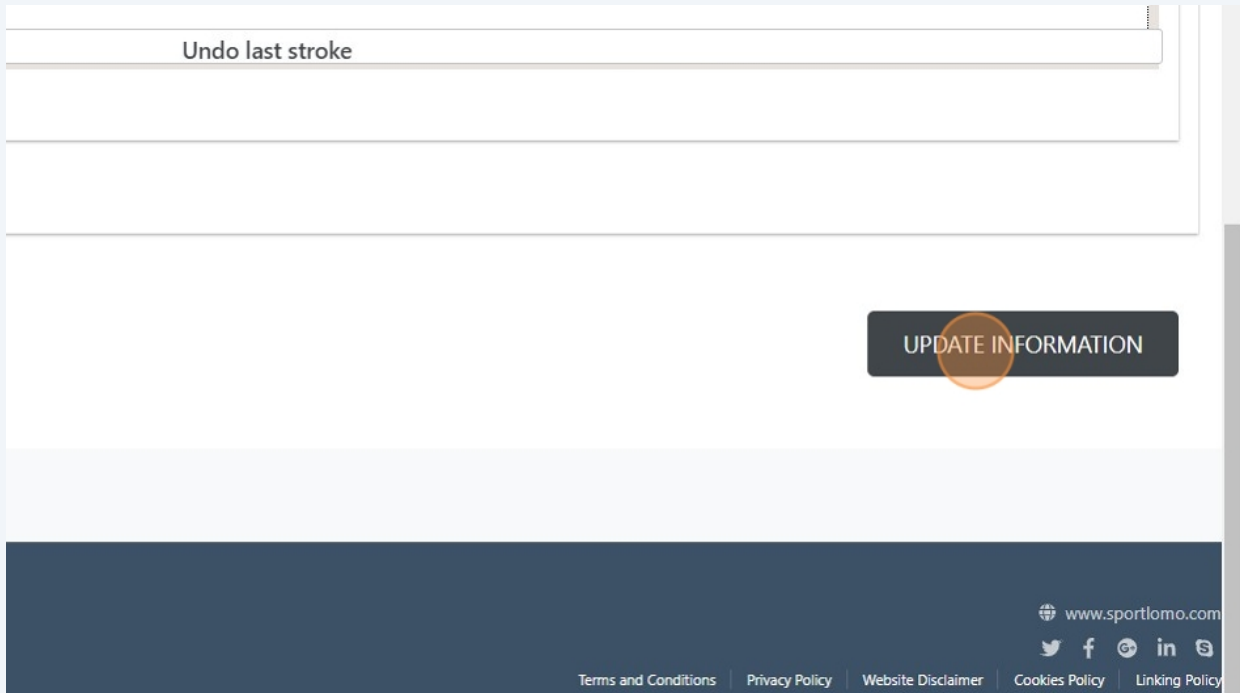 Undo last stroke
UPDATE INFORMATION
www.sportlomo.com
Terms and Conditions Privacy Policy Website Disclaimer Cookies Policy Linking Policy